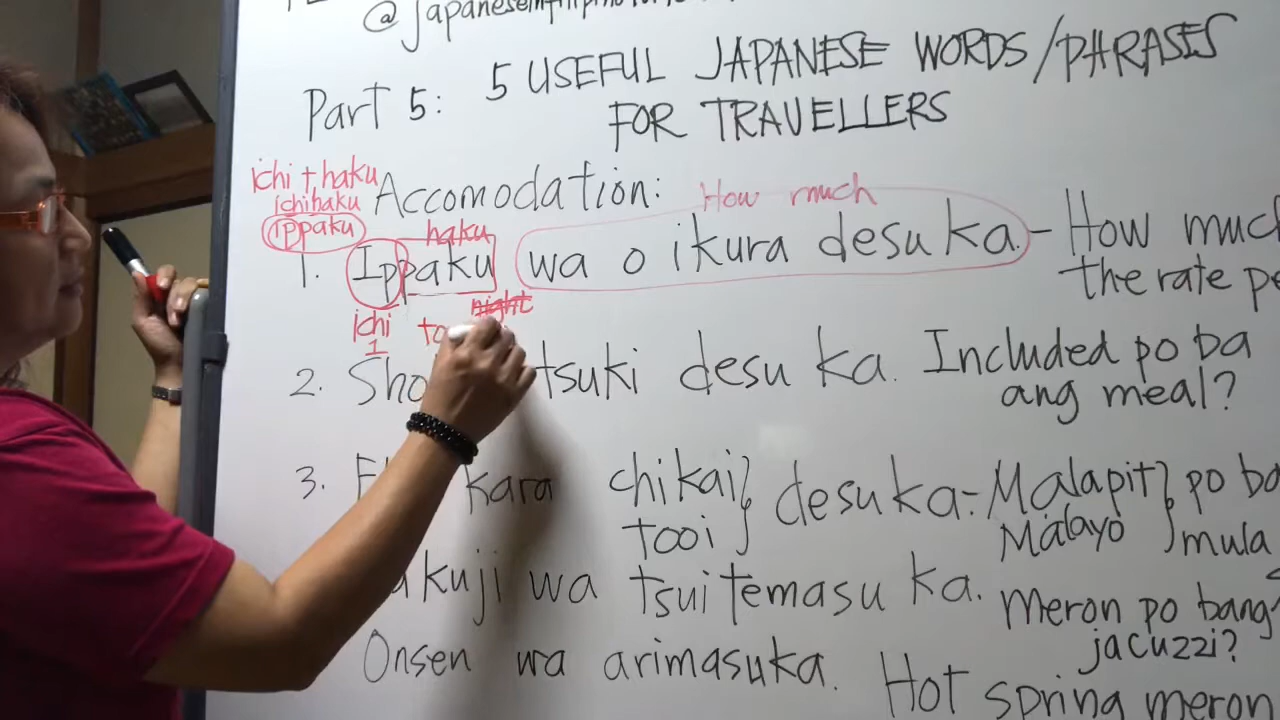 Part 5: 5 USEFUL JAPANESE WORDS/PHRASES
FOR TRAVELLERS
ichi + haku
ichihaku
ippaku
Accomodation:
How much
haku
1. Ippaku wa o ikura desu ka. - How much
the rate
ichi
1
night
2. tsuki desu ka. Included po ba
ang meal?
3. kara chikai } desu ka - Malapit } po ba
tooi Malayo mula
wa tsuitemasu ka. Meron po bang
jacuzzi?
Onsen wa arimasuka. Hot spring meron